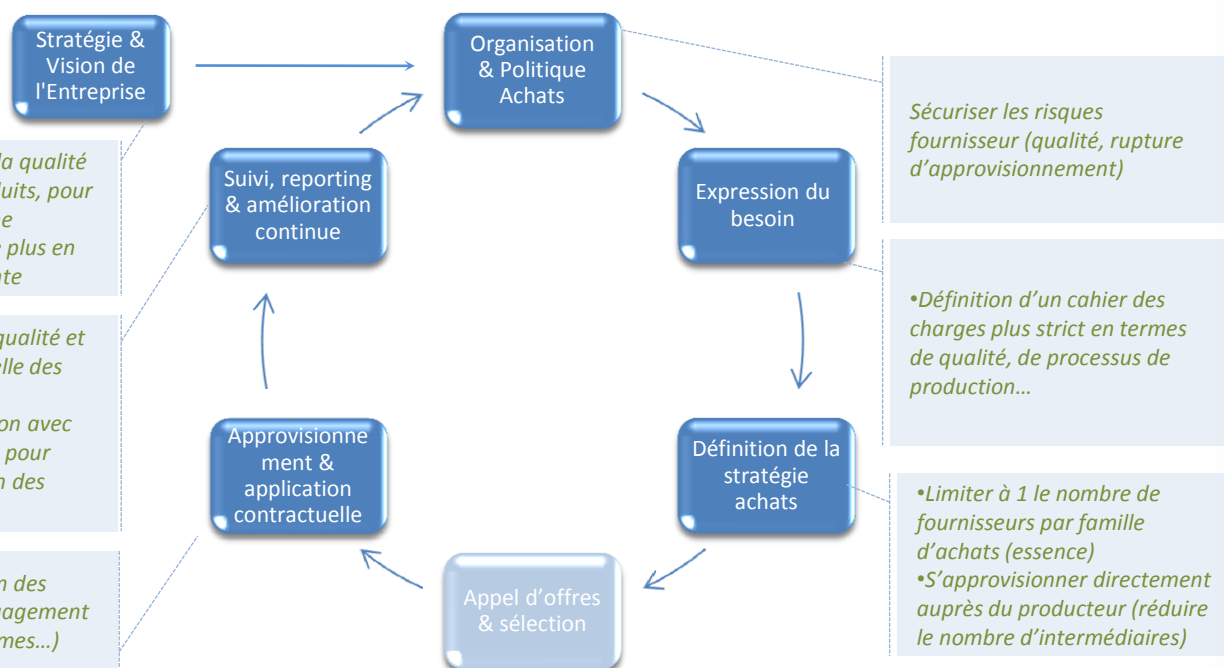 Stratégie &
Vision de
l'Entreprise
Organisation
& Politique
Achats
Sécuriser les risques
fournisseur (qualité, rupture
d’approvisionnement)
la qualité
duits, pour
plus en
Suivi, reporting
& amélioration
continue
Expression du
besoin
•Définition d’un cahier des
charges plus strict en termes
de qualité, de processus de
production…
qualité et
elle des
on avec
pour
n des
Approvisionne
ment &
application
contractuelle
Définition de la
stratégie
achats
•Limiter à 1 le nombre de
fournisseurs par famille
d’achats (essence)
•S’approvisionner directement
auprès du producteur (réduire
le nombre d’intermédiaires)
Appel d’offres
& sélection
n des
gagement
mes…)